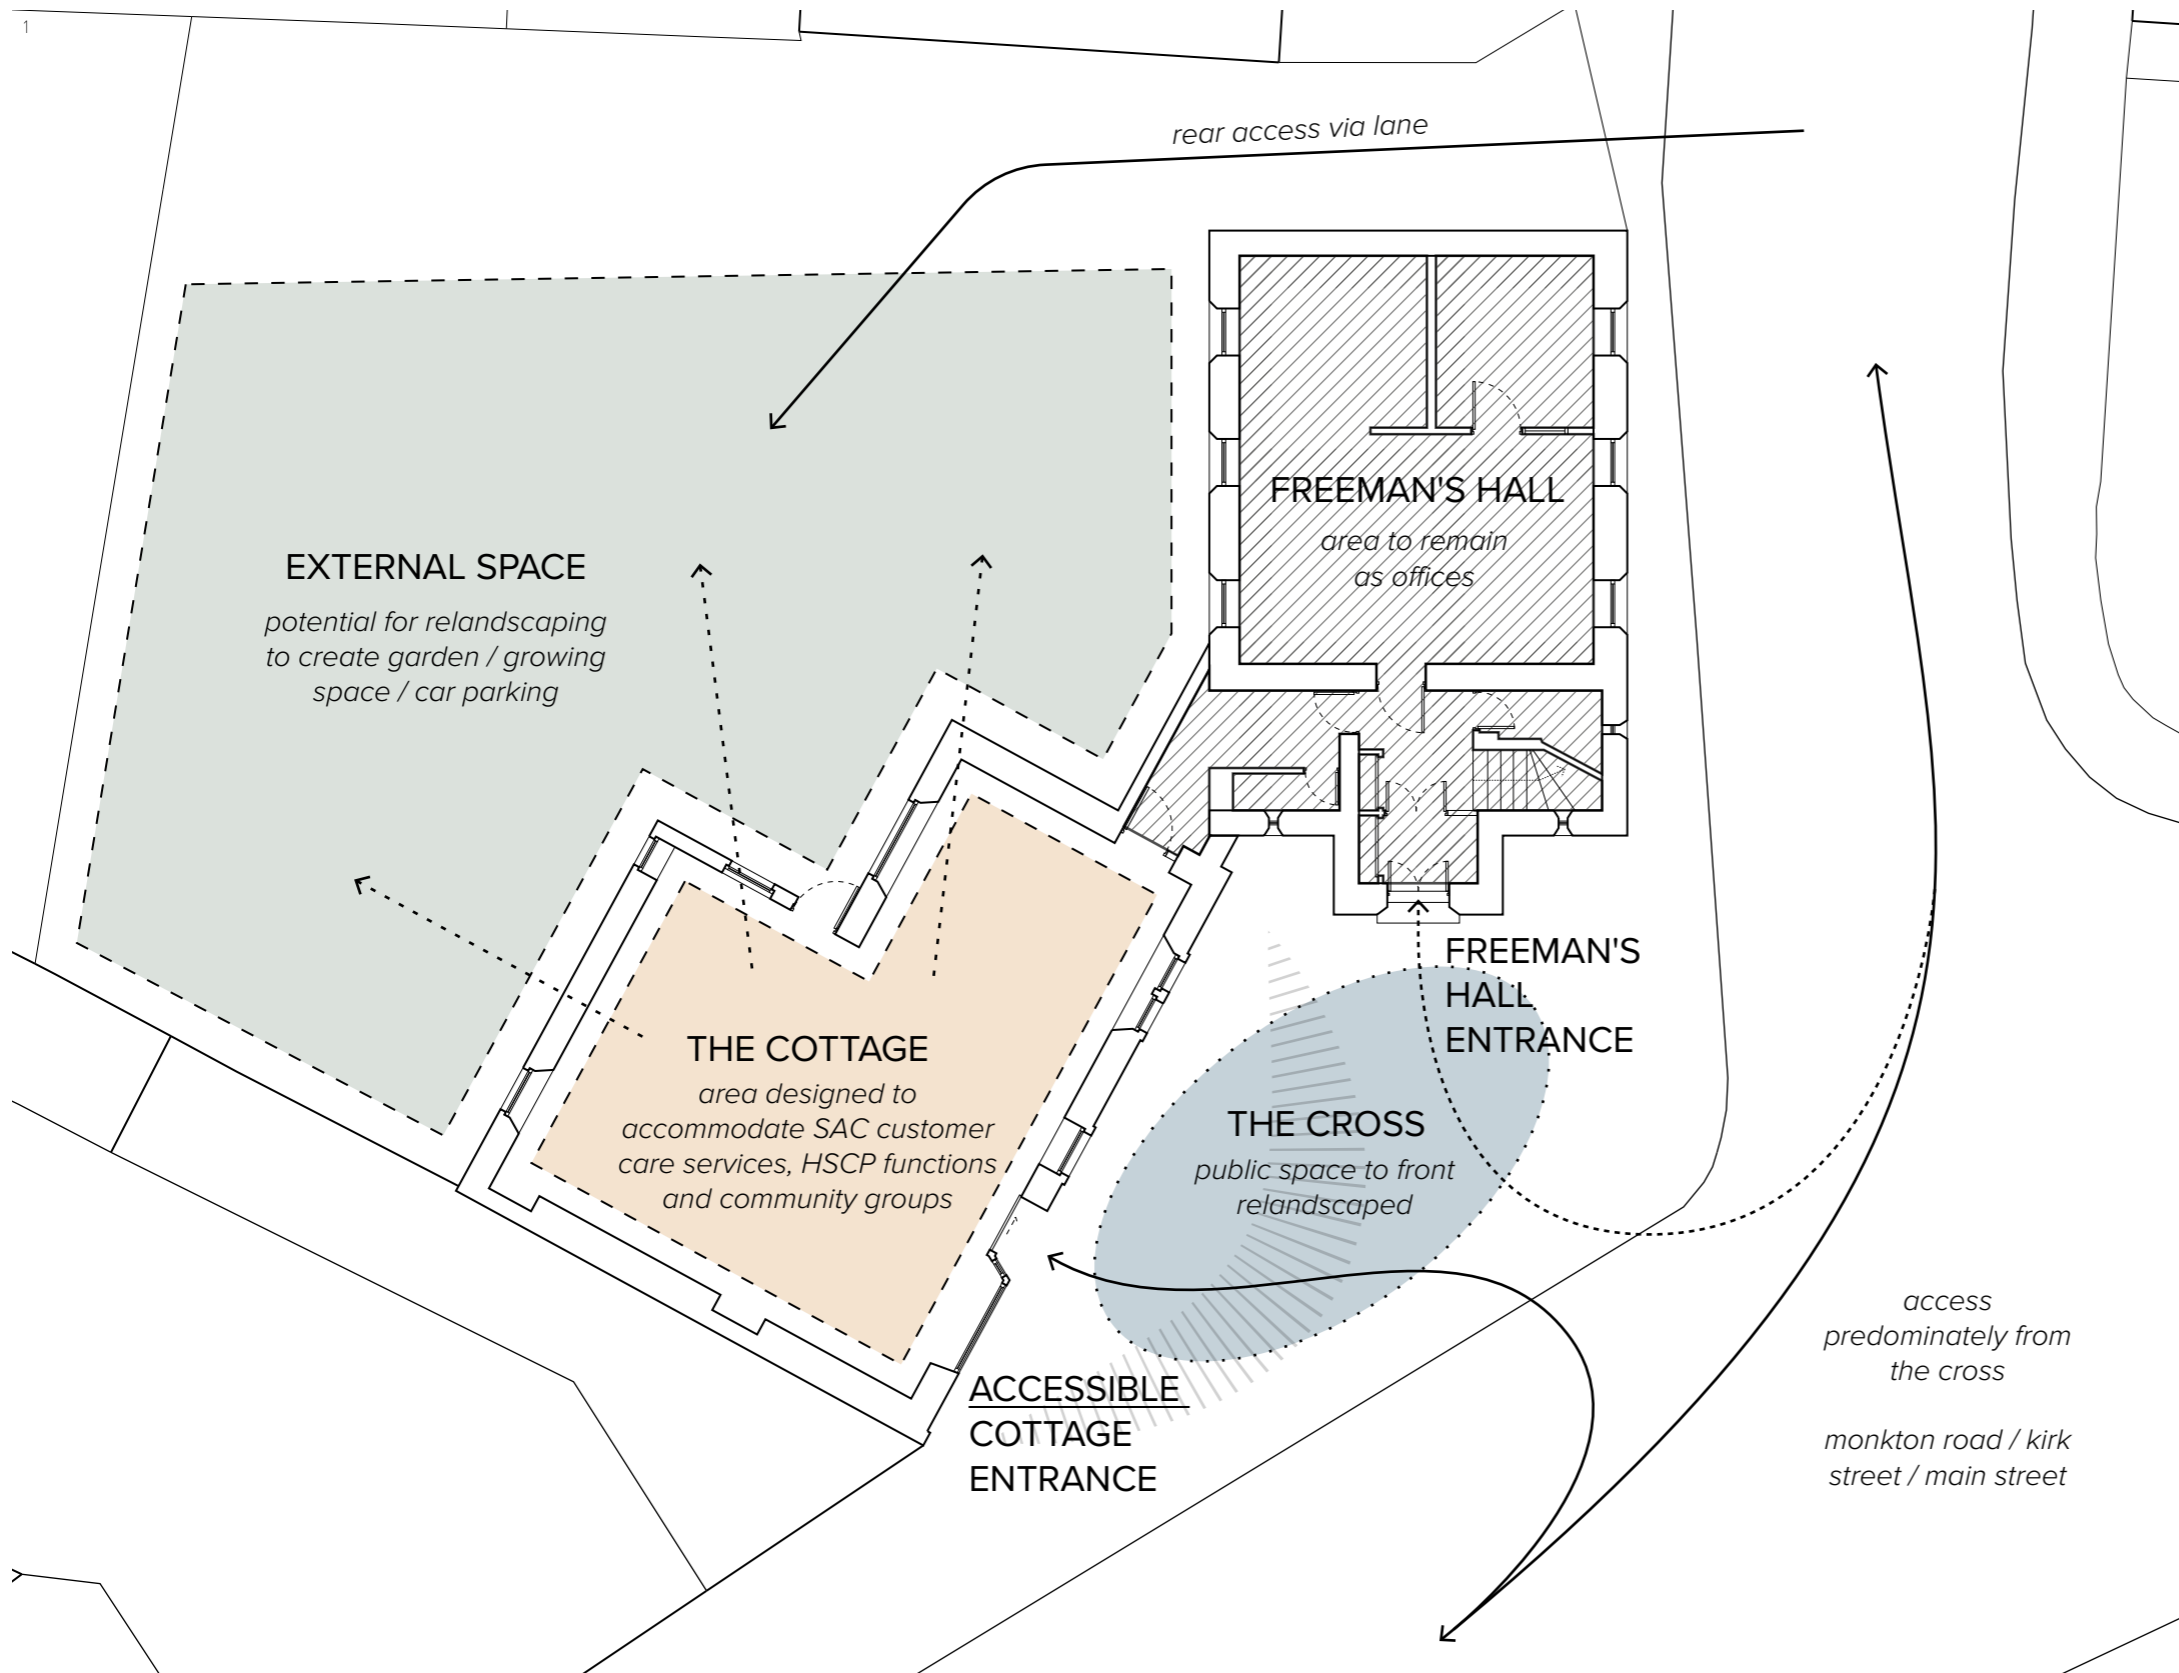 1
rear access via lane
FREEMAN'S HALL
area to remain
as offices
EXTERNAL SPACE
potential for relandscaping
to create garden / growing
space / car parking
FREEMAN'S
HALL
ENTRANCE
THE COTTAGE
area designed to
accommodate SAC customer
care services, HSCP functions
and community groups
THE CROSS
public space to front
relandscaped
ACCESSIBLE
COTTAGE
ENTRANCE
access
predominately from
the cross
monkton road / kirk
street / main street